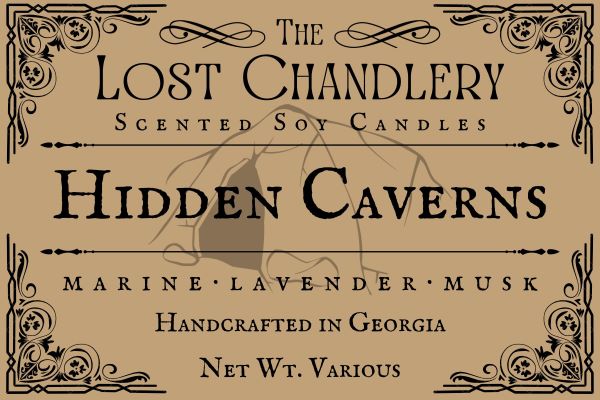 The
Lost Chandlery
Scented Soy Candles
Hidden Caverns
MARINE·LAVENDER·MUSK
Handcrafted in Georgia
Net Wt. Various